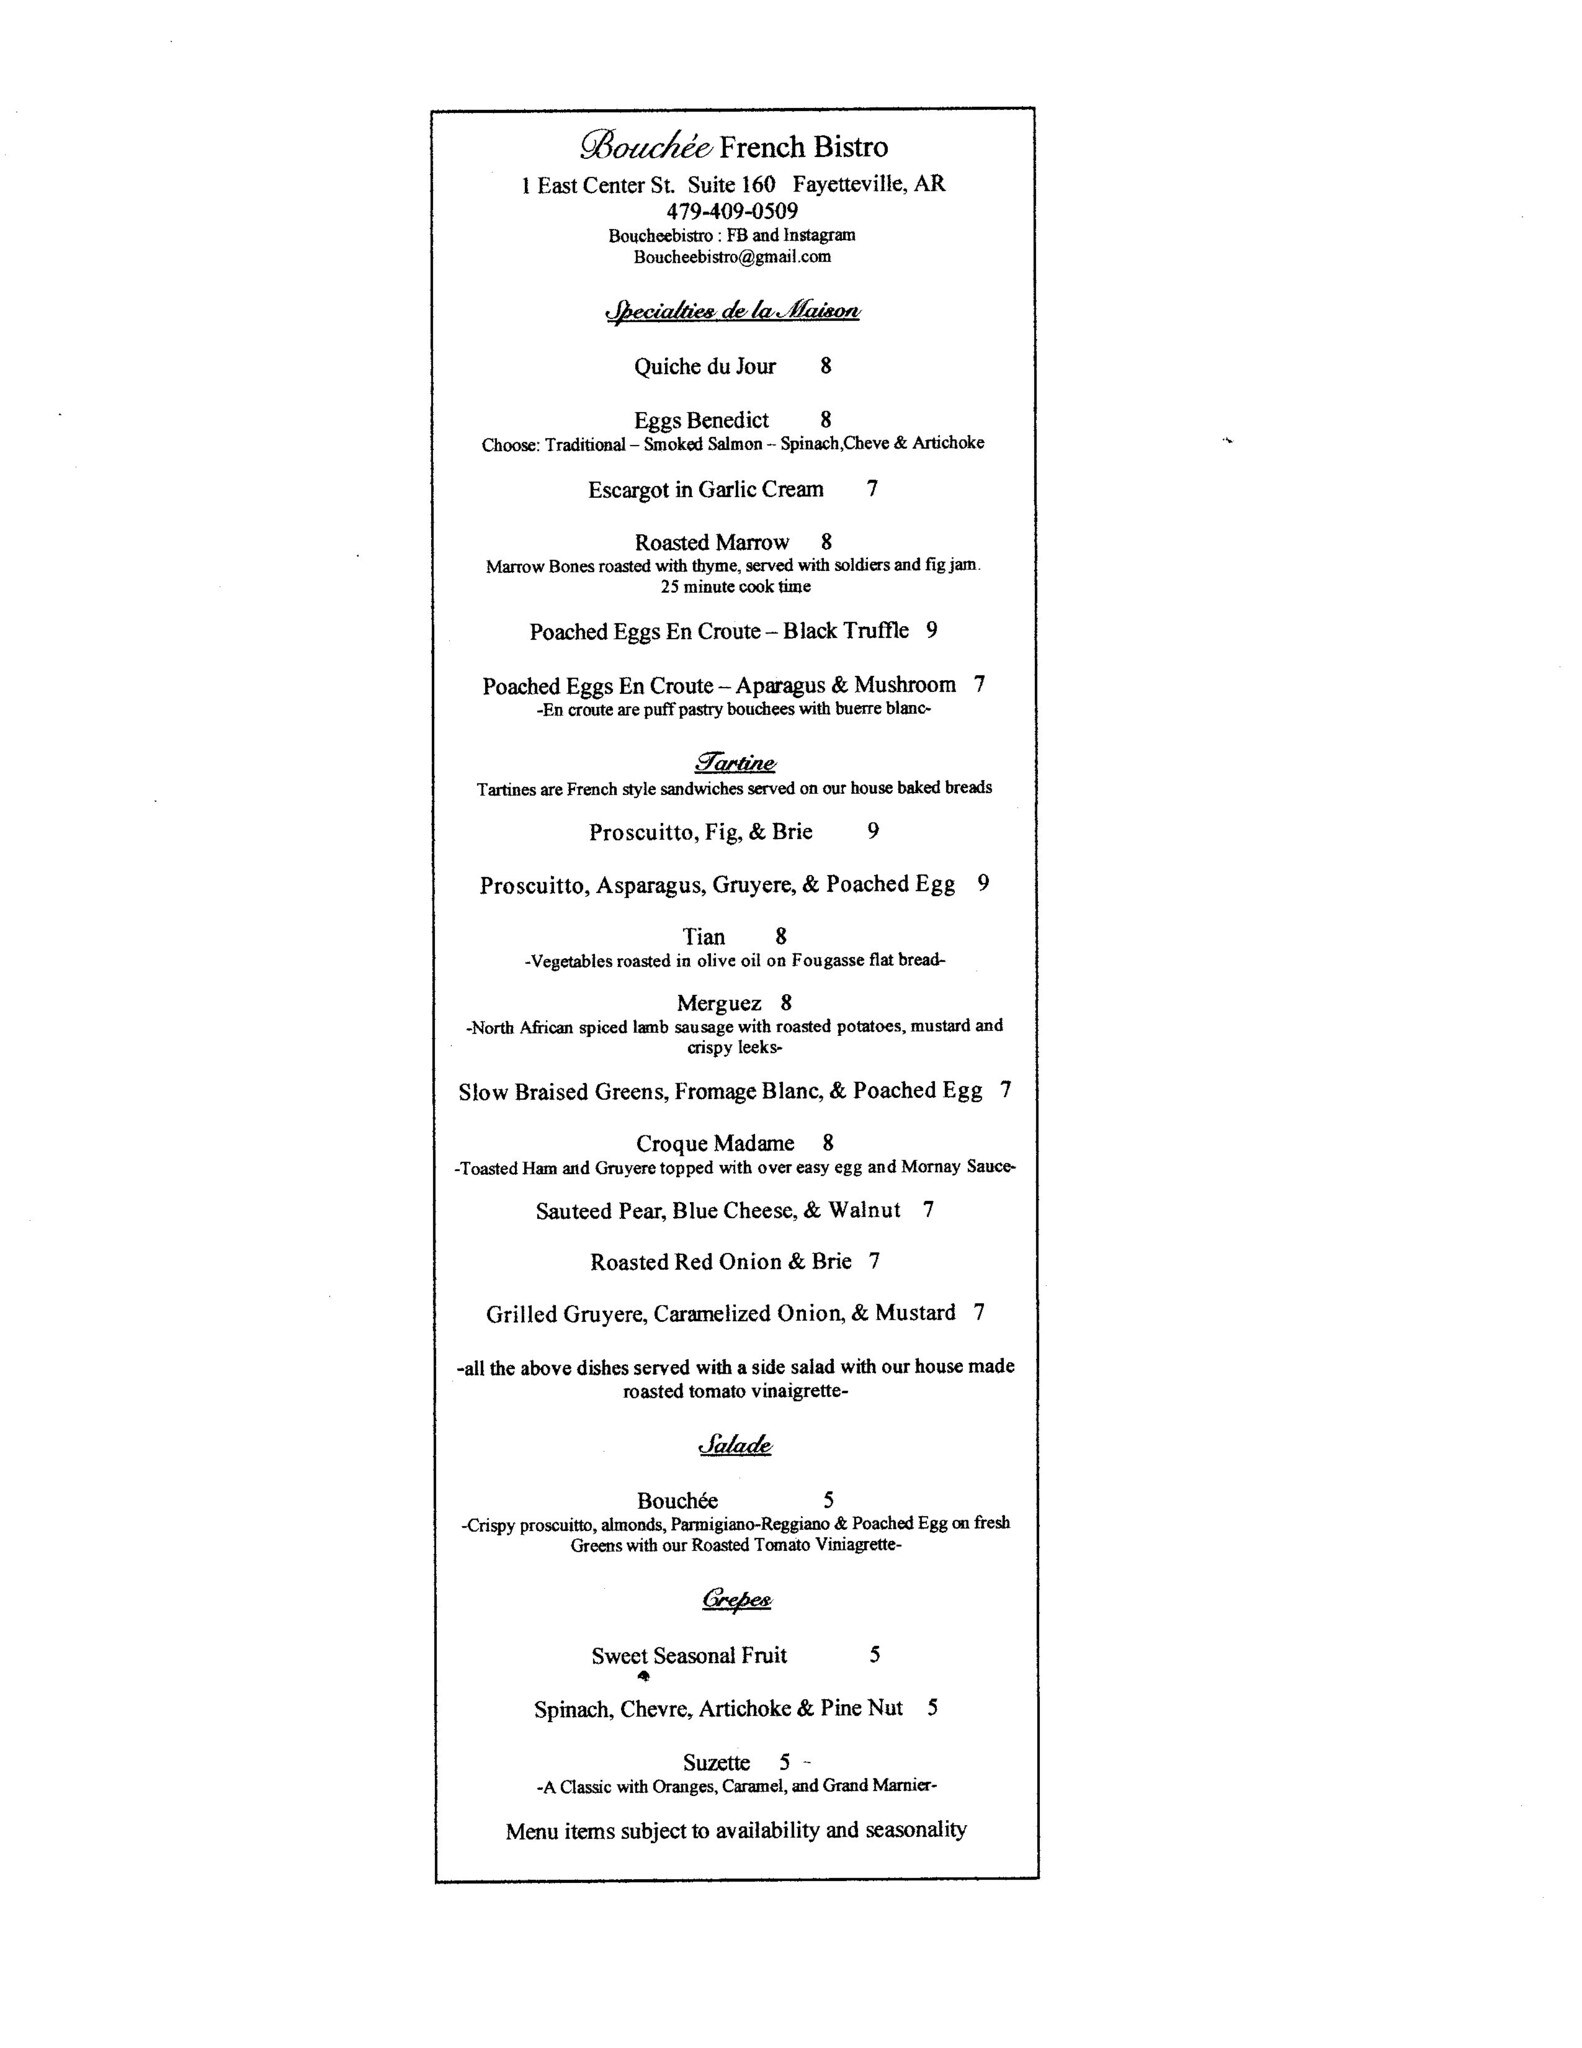 Bouchée French Bistro
1 East Center St. Suite 160 Fayetteville, AR
479-409-0509
Boucheebistro : FB and Instagram
Boucheebistro@gmail.com
Specialties de la Maison
Quiche du Jour 8
Eggs Benedict 8
Choose: Traditional – Smoked Salmon – Spinach,Cheve & Artichoke
Escargot in Garlic Cream 7
Roasted Marrow 8
Marrow Bones roasted with thyme, served with soldiers and fig jam.
25 minute cook time
Poached Eggs En Croute – Black Truffle 9
Poached Eggs En Croute – Aparagus & Mushroom 7
-En croute are puff pastry bouchees with buerre blanc-
Tartine
Tartines are French style sandwiches served on our house baked breads
Proscuitto, Fig, & Brie 9
Proscuitto, Asparagus, Gruyere, & Poached Egg 9
Tian 8
-Vegetables roasted in olive oil on Fougasse flat bread-
Merguez 8
-North African spiced lamb sausage with roasted potatoes, mustard and
crispy leeks-
Slow Braised Greens, Fromage Blanc, & Poached Egg 7
Croque Madame 8
-Toasted Ham and Gruyere topped with over easy egg and Mornay Sauce-
Sauteed Pear, Blue Cheese, & Walnut 7
Roasted Red Onion & Brie 7
Grilled Gruyere, Caramelized Onion, & Mustard 7
-all the above dishes served with a side salad with our house made
roasted tomato vinaigrette-
Salade
Bouchée 5
-Crispy proscuitto, almonds, Parmigiano-Reggiano & Poached Egg on fresh
Greens with our Roasted Tomato Viniagrette-
Crepes
Sweet Seasonal Fruit 5
Spinach, Chevre, Artichoke & Pine Nut 5
Suzette 5 -
-A Classic with Oranges, Caramel, and Grand Marnier-
Menu items subject to availability and seasonality